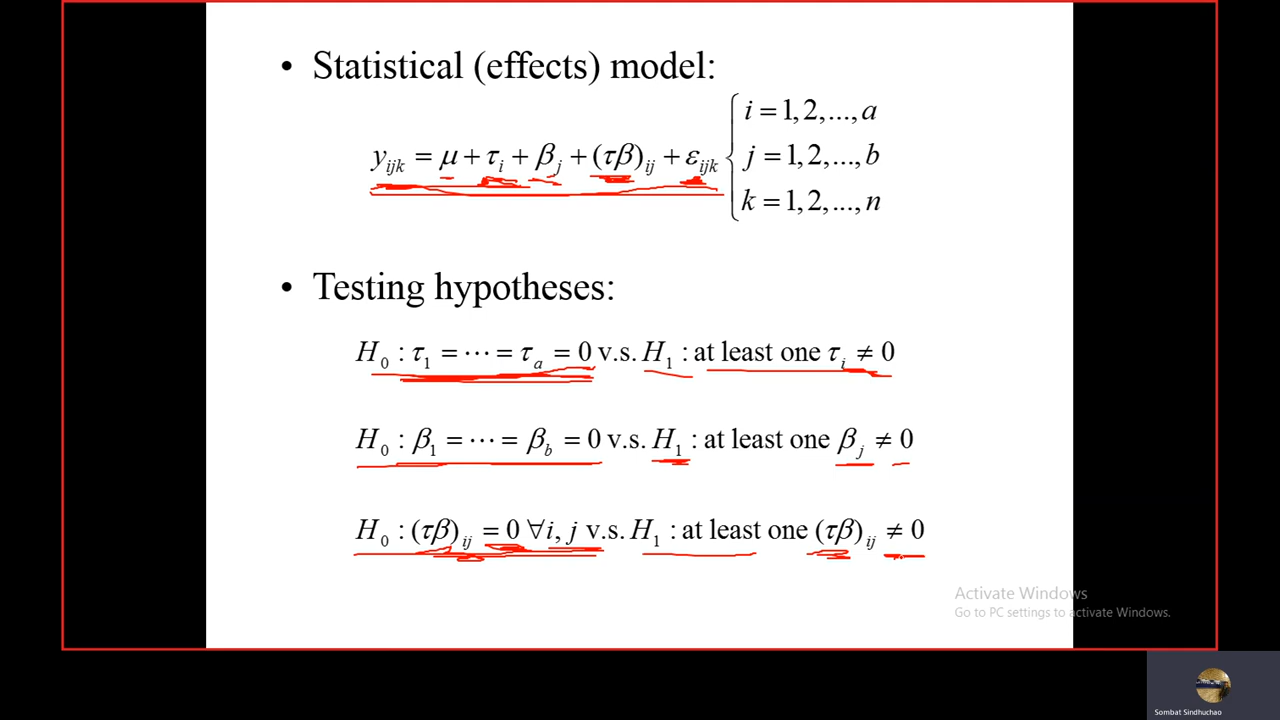 • Statistical (effects) model:
y_ijk = μ + τ_i + β_j + (τβ)_ij + ε_ijk { i = 1, 2, ..., a
j = 1, 2, ..., b
k = 1, 2, ..., n
• Testing hypotheses:
H_0 : τ_1 = ⋯ = τ_a = 0 v.s. H_1 : at least one τ_i ≠ 0
H_0 : β_1 = ⋯ = β_b = 0 v.s. H_1 : at least one β_j ≠ 0
H_0 : (τβ)_ij = 0 ∀i, j v.s. H_1 : at least one (τβ)_ij ≠ 0
Activate Windows
Go to PC settings to activate Windows.
Sombat Sindhuchao